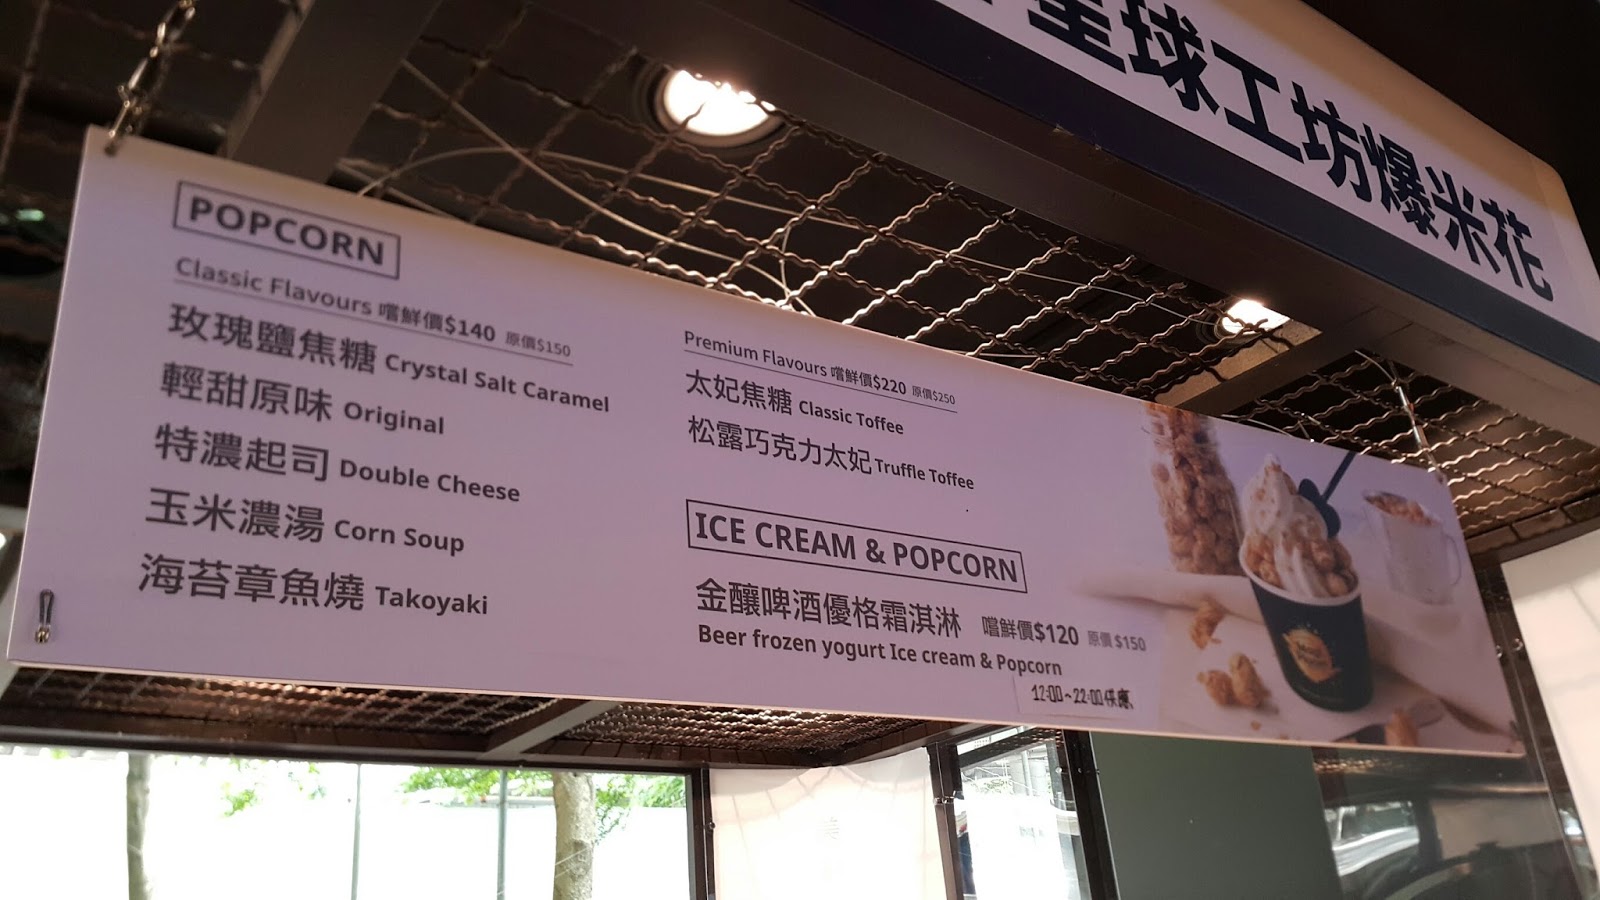 星球工坊爆米花
POPCORN
Classic Flavours 嚐鮮價$140 原價$150
玫瑰鹽焦糖 Crystal Salt Caramel
輕甜原味 Original
特濃起司 Double Cheese
玉米濃湯 Corn Soup
海苔章魚燒 Takoyaki
Premium Flavours 嚐鮮價$220 原價$250
太妃焦糖 Classic Toffee
松露巧克力太妃 Truffle Toffee
ICE CREAM & POPCORN
金釀啤酒優格霜淇淋 嚐鮮價$120 原價$150
Beer frozen yogurt Ice cream & Popcorn
12:00~22:00供應